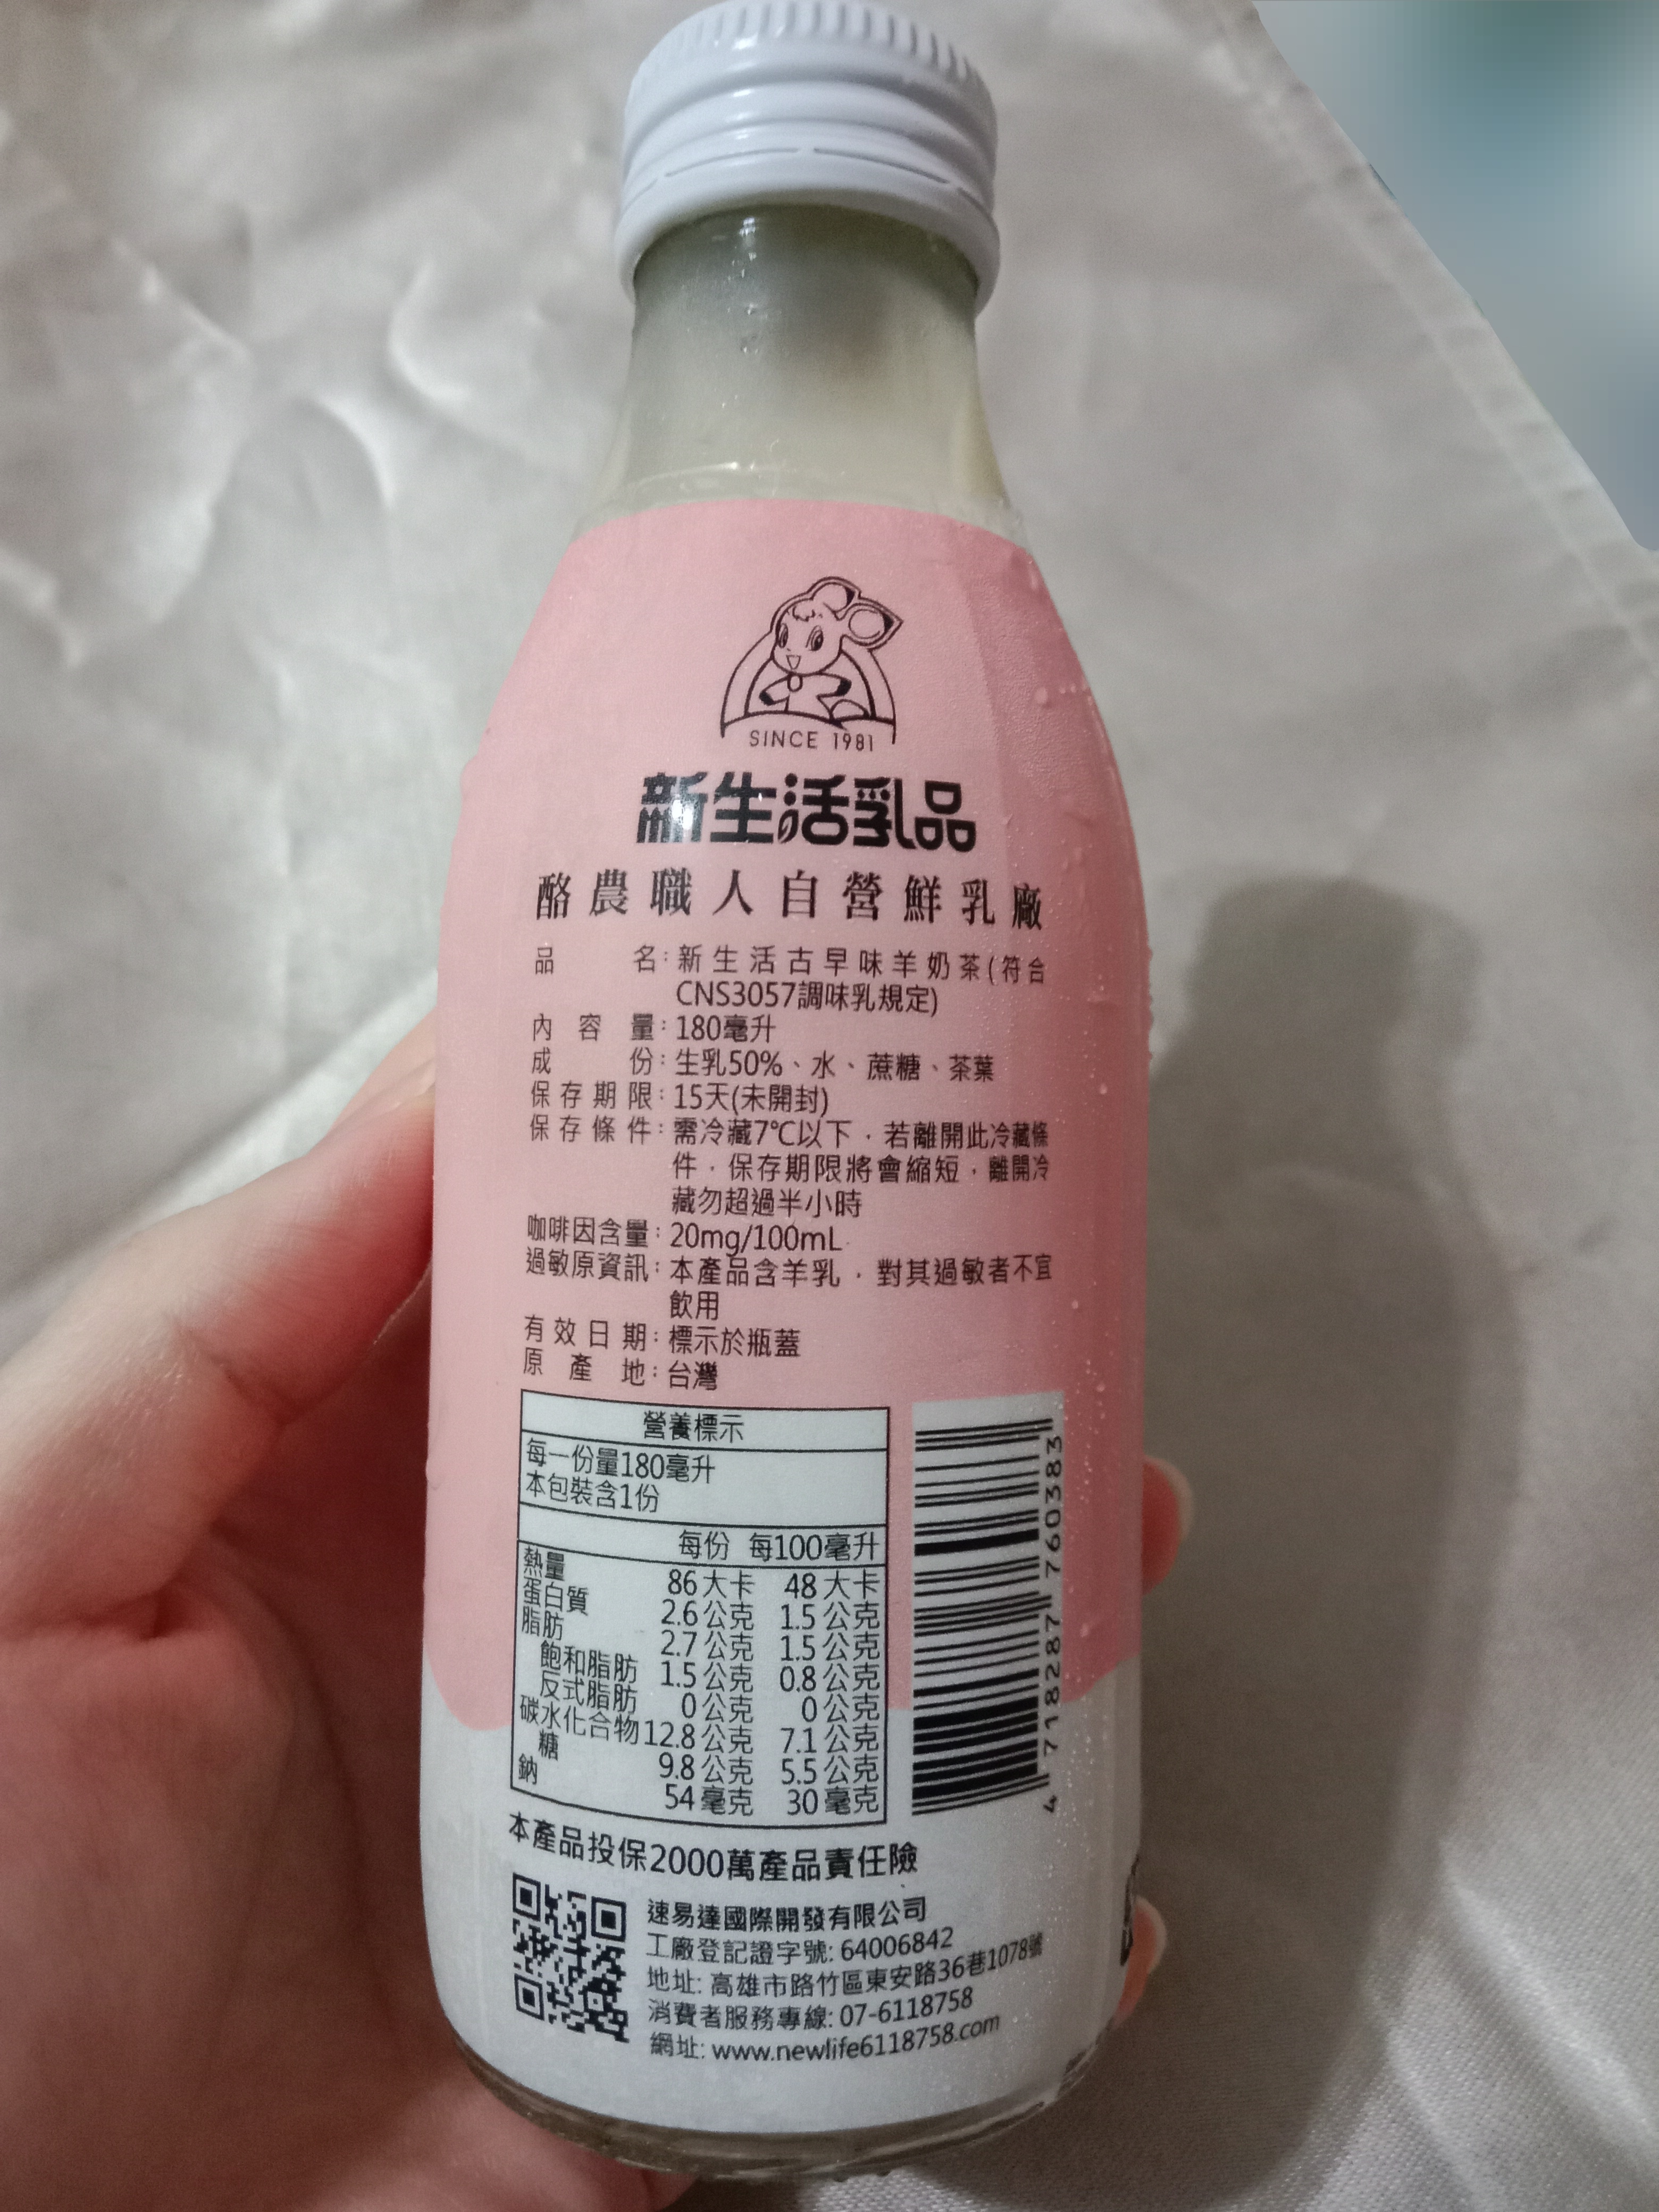 SINCE 1981
新生活乳品
酪農職人自營鮮乳廠
品名:新生活古早味羊奶茶(符合
CNS3057調味乳規定)
內容量:180毫升
成份:生乳50%、水、蔗糖、茶葉
保存期限:15天(未開封)
保存條件:需冷藏7℃以下,若離開此冷藏條
件,保存期限將會縮短,離開冷
藏勿超過半小時
咖啡因含量:20mg/100mL
過敏原資訊:本產品含羊乳,對其過敏者不宜
飲用
有效日期:標示於瓶蓋
原產地:台灣
營養標示
每一份量180毫升
本包裝含1份
每份 每100毫升
熱量 86大卡 48大卡
蛋白質 2.6公克 1.5公克
脂肪 2.7公克 1.5公克
飽和脂肪 1.5公克 0.8公克
反式脂肪 0公克 0公克
碳水化合物 12.8公克 7.1公克
糖 9.8公克 5.5公克
鈉 54毫克 30毫克
4 718287 760383
本產品投保2000萬產品責任險
速易達國際開發有限公司
工廠登記證字號: 64006842
地址: 高雄市路竹區東安路36巷1078號
消費者服務專線: 07-6118758
網址: www.newlife6118758.com